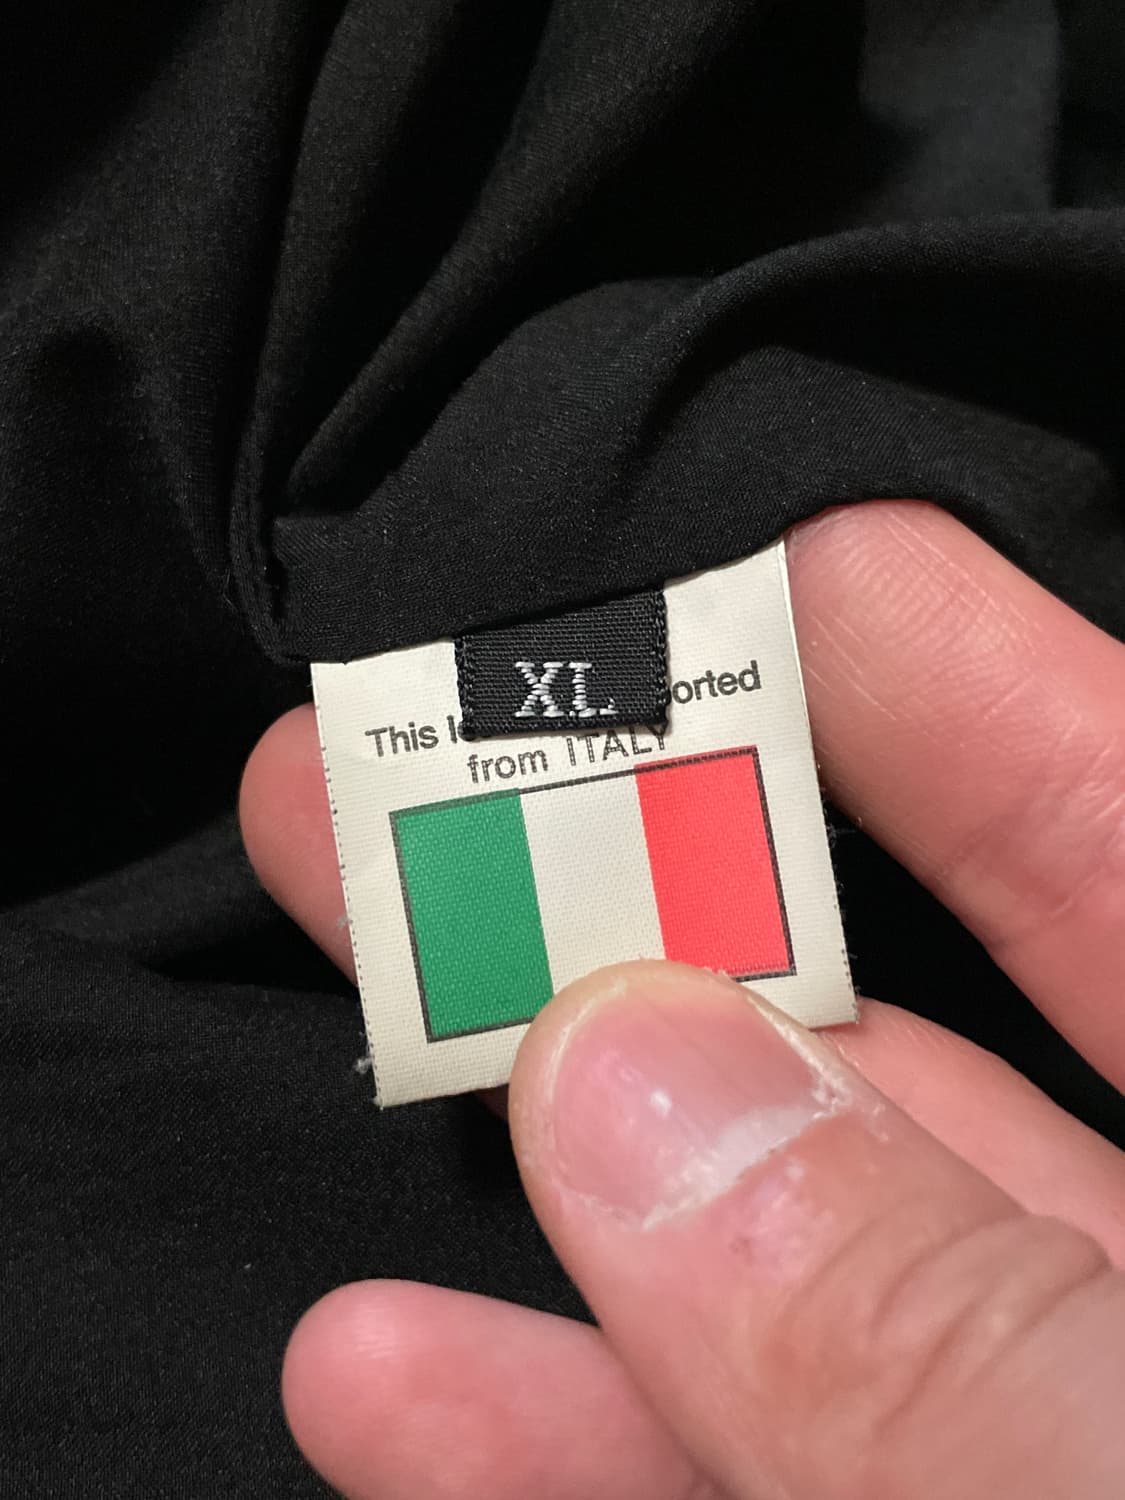 XL
This orted
from ITALY